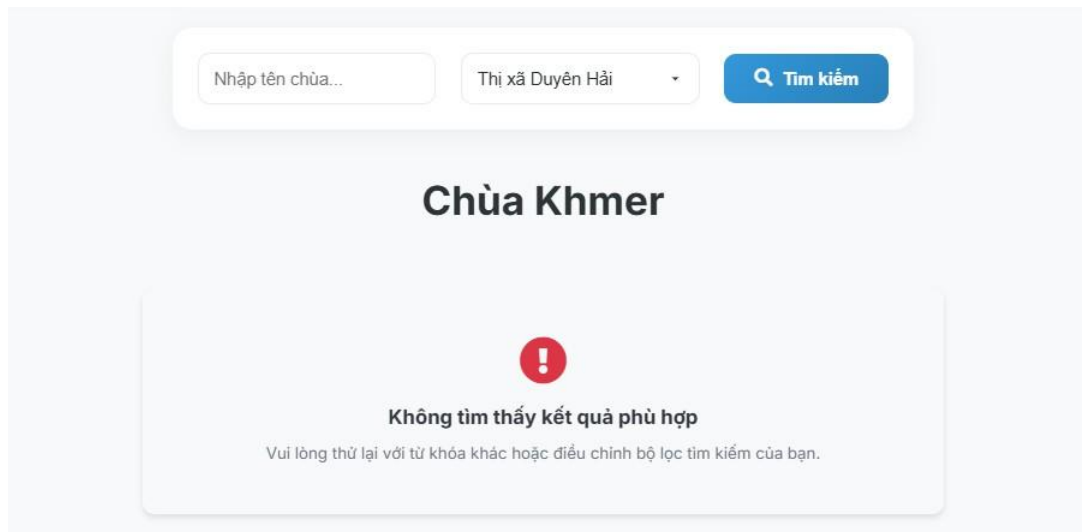 Nhập tên chùa...
Thị xã Duyên Hải
Tìm kiếm
Chùa Khmer
Không tìm thấy kết quả phù hợp
Vui lòng thử lại với từ khóa khác hoặc điều chỉnh bộ lọc tìm kiếm của bạn.